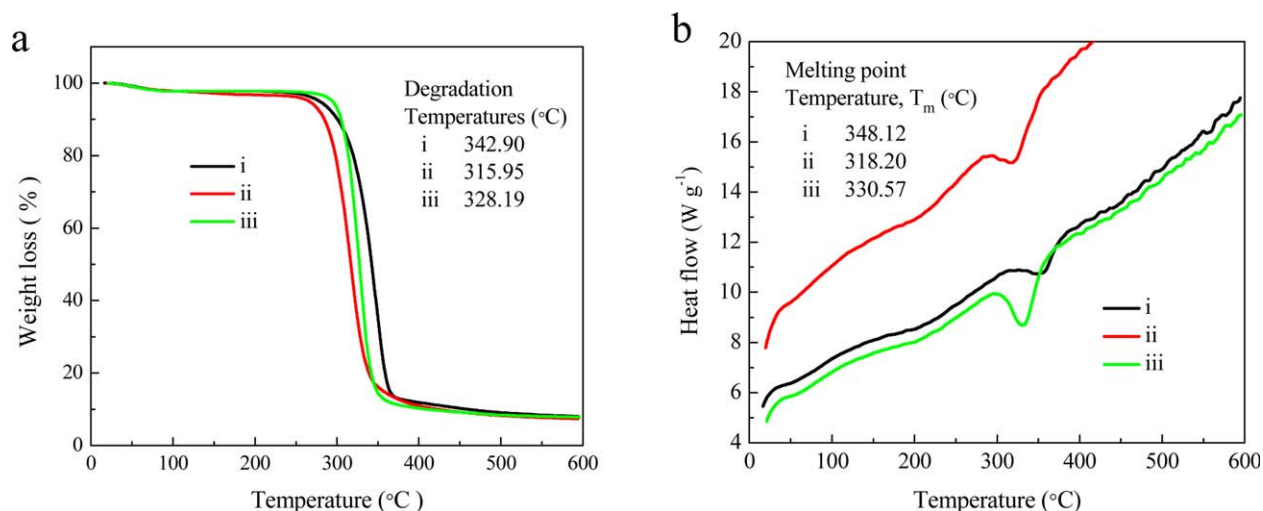 a
Weight loss ( % )
100
80
60
40
20
0
0 100 200 300 400 500 600
Temperature (°C )
Degradation
Temperatures (°C)
i 342.90
ii 315.95
iii 328.19
i
ii
iii
b
Heat flow (W g-1)
20
18
16
14
12
10
8
6
4
0 100 200 300 400 500 600
Temperature (°C)
Melting point
Temperature, Tm (°C)
i 348.12
ii 318.20
iii 330.57
i
ii
iii